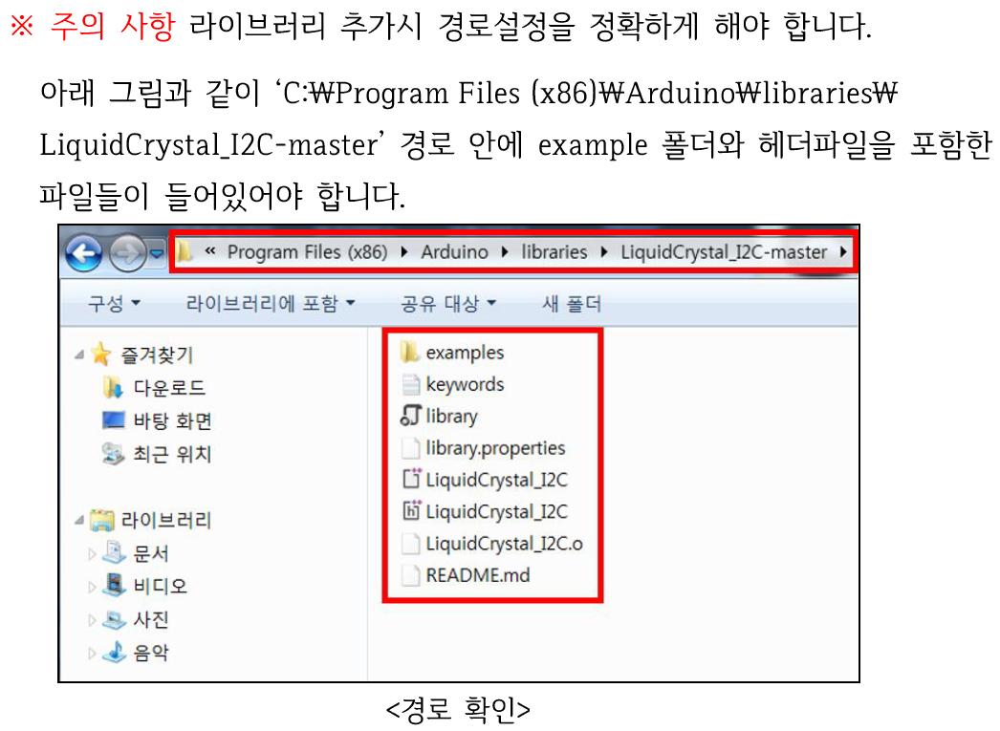 ※ 주의 사항 라이브러리 추가시 경로설정을 정확하게 해야 합니다.
아래 그림과 같이 ‘C:₩Program Files (x86)₩Arduino₩libraries₩
LiquidCrystal_I2C-master’ 경로 안에 example 폴더와 헤더파일을 포함한
파일들이 들어있어야 합니다.
« Program Files (x86) ▸ Arduino ▸ libraries ▸ LiquidCrystal_I2C-master ▸
구성 ▾ 라이브러리에 포함 ▾ 공유 대상 ▾ 새 폴더
즐겨찾기
다운로드
바탕 화면
최근 위치
라이브러리
문서
비디오
사진
음악
examples
keywords
library
library.properties
LiquidCrystal_I2C
LiquidCrystal_I2C
LiquidCrystal_I2C.o
README.md
<경로 확인>